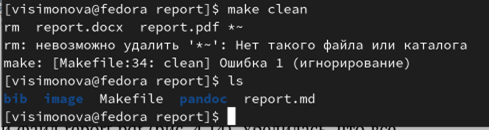 [visimonova@fedora report]$ make clean
rm  report.docx  report.pdf *~
rm: невозможно удалить '*~': Нет такого файла или каталога
make: [Makefile:34: clean] Ошибка 1 (игнорирование)
[visimonova@fedora report]$ ls
bib  image  Makefile  pandoc  report.md
[visimonova@fedora report]$